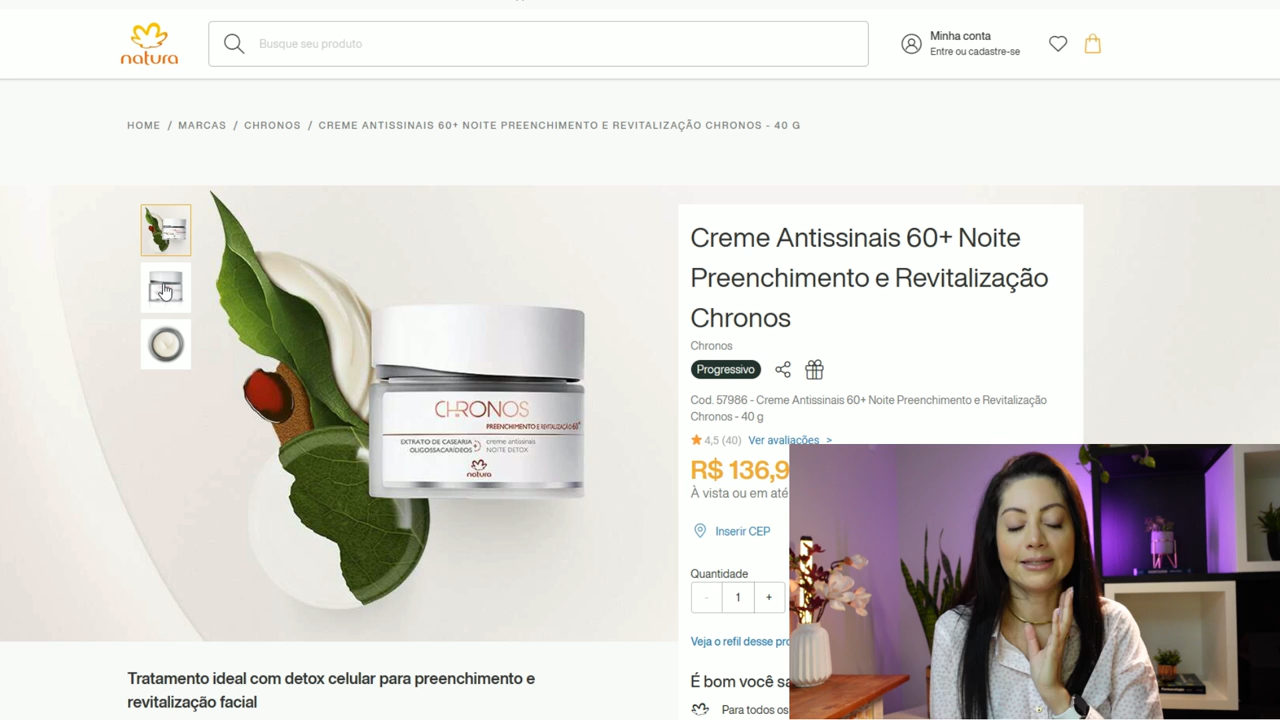 natura
Busque seu produto
Minha conta
Entre ou cadastre-se
HOME / MARCAS / CHRONOS / CREME ANTISSINAIS 60+ NOITE PREENCHIMENTO E REVITALIZAÇÃO CHRONOS - 40 G
Creme Antissinais 60+ Noite
Preenchimento e Revitalização
Chronos
Chronos
Progressivo
Cod. 57986 - Creme Antissinais 60+ Noite Preenchimento e Revitalização
Chronos - 40 g
4,5 (40) Ver avaliações >
R$ 136,9
À vista ou em até
Inserir CEP
Quantidade
- 1 +
Veja o refil desse pro
É bom você sa
Para todos os
CHRONOS
PREENCHIMENTO E REVITALIZAÇÃO 60+
EXTRATO DE CASEARIA
OLIGOSSACARÍDEOS
creme antissinais
NOITE DETOX
natura
Tratamento ideal com detox celular para preenchimento e
revitalização facial